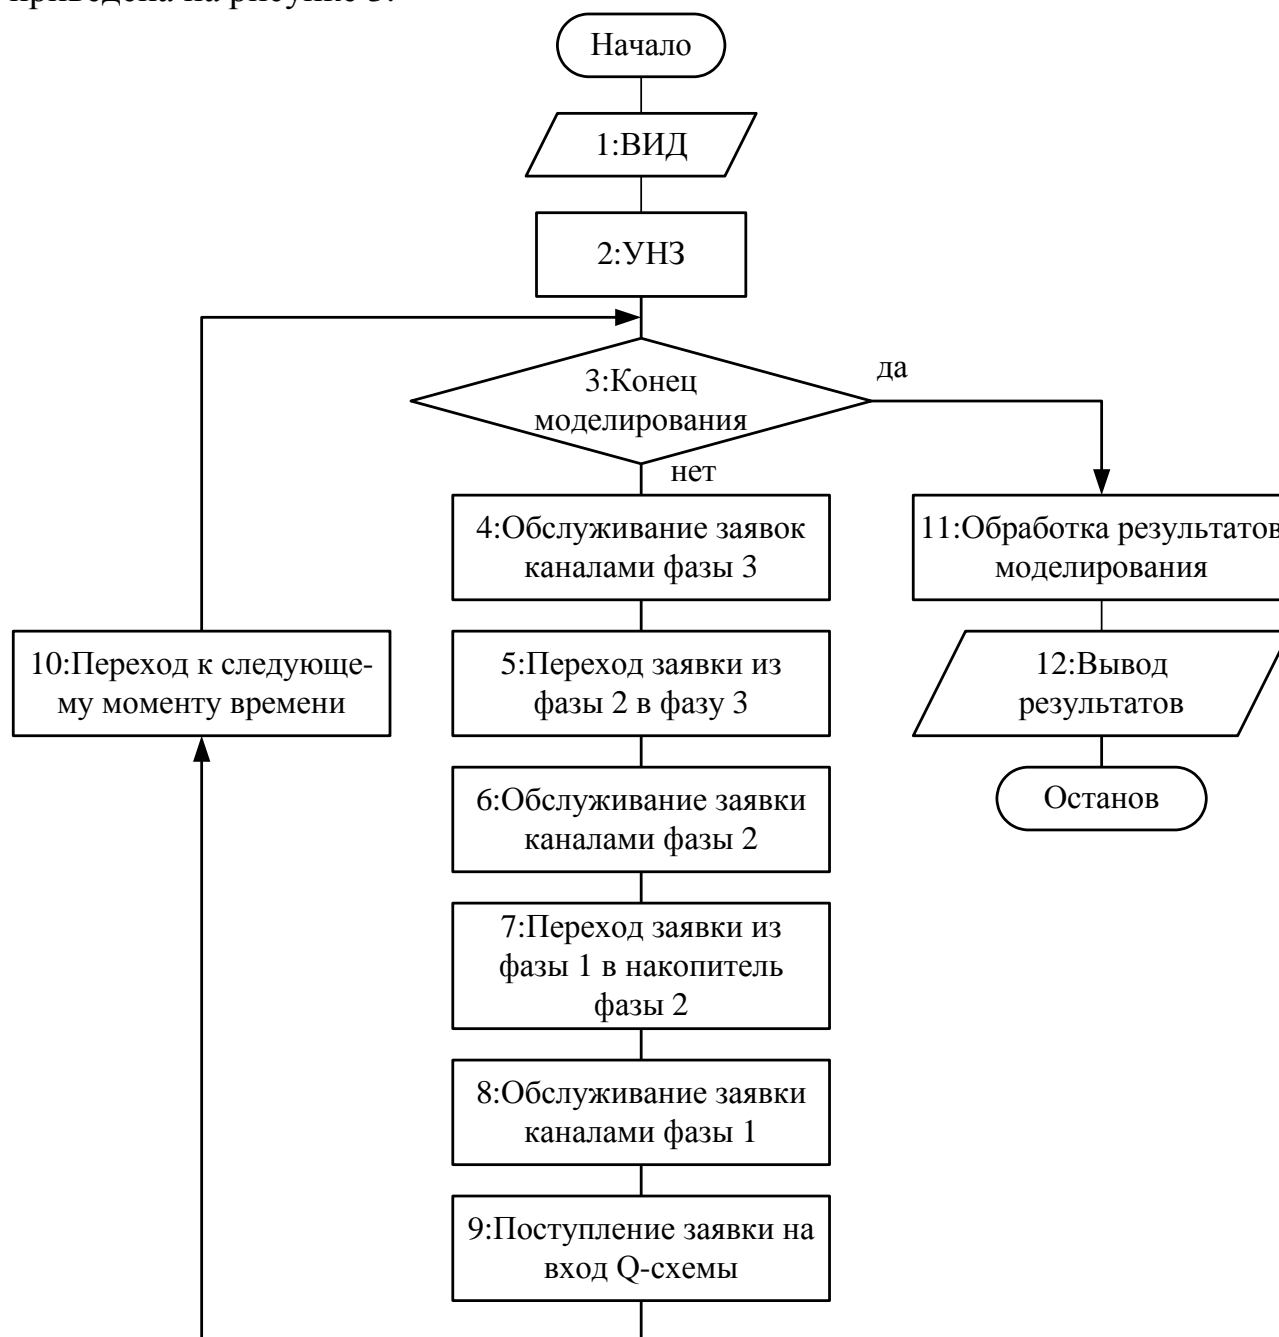 приведена на рисунке 3.
Начало
1:ВИД
2:УНЗ
3:Конец
моделирования
да
нет
4:Обслуживание заявок
каналами фазы 3
11:Обработка результатов
моделирования
10:Переход к следующе-
му моменту времени
5:Переход заявки из
фазы 2 в фазу 3
12:Вывод
результатов
6:Обслуживание заявки
каналами фазы 2
Останов
7:Переход заявки из
фазы 1 в накопитель
фазы 2
8:Обслуживание заявки
каналами фазы 1
9:Поступление заявки на
вход Q-схемы